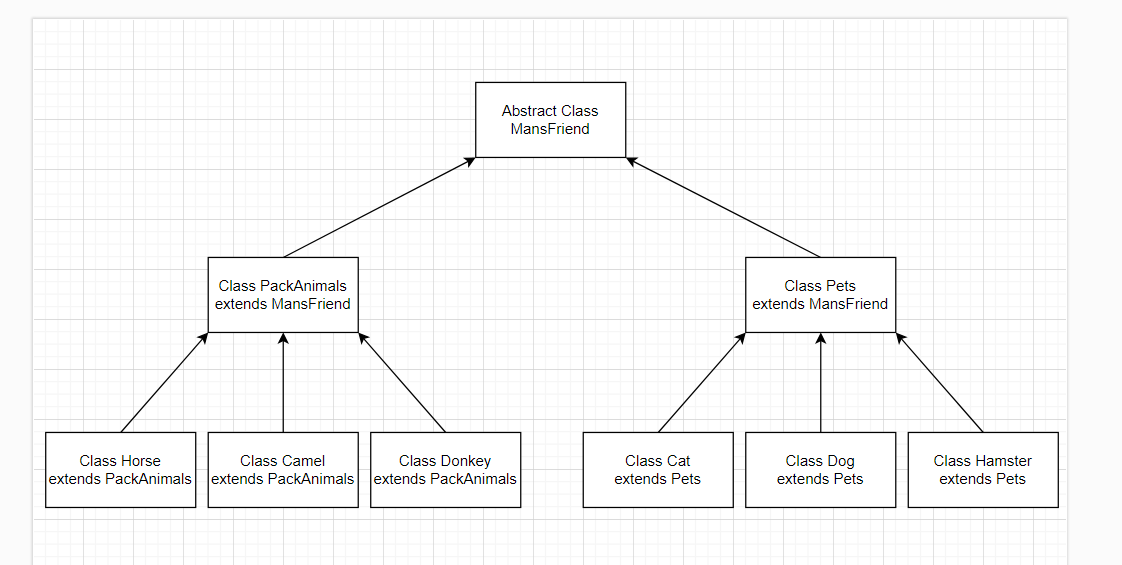 Abstract Class
MansFriend
Class PackAnimals
extends MansFriend
Class Pets
extends MansFriend
Class Horse
extends PackAnimals
Class Camel
extends PackAnimals
Class Donkey
extends PackAnimals
Class Cat
extends Pets
Class Dog
extends Pets
Class Hamster
extends Pets